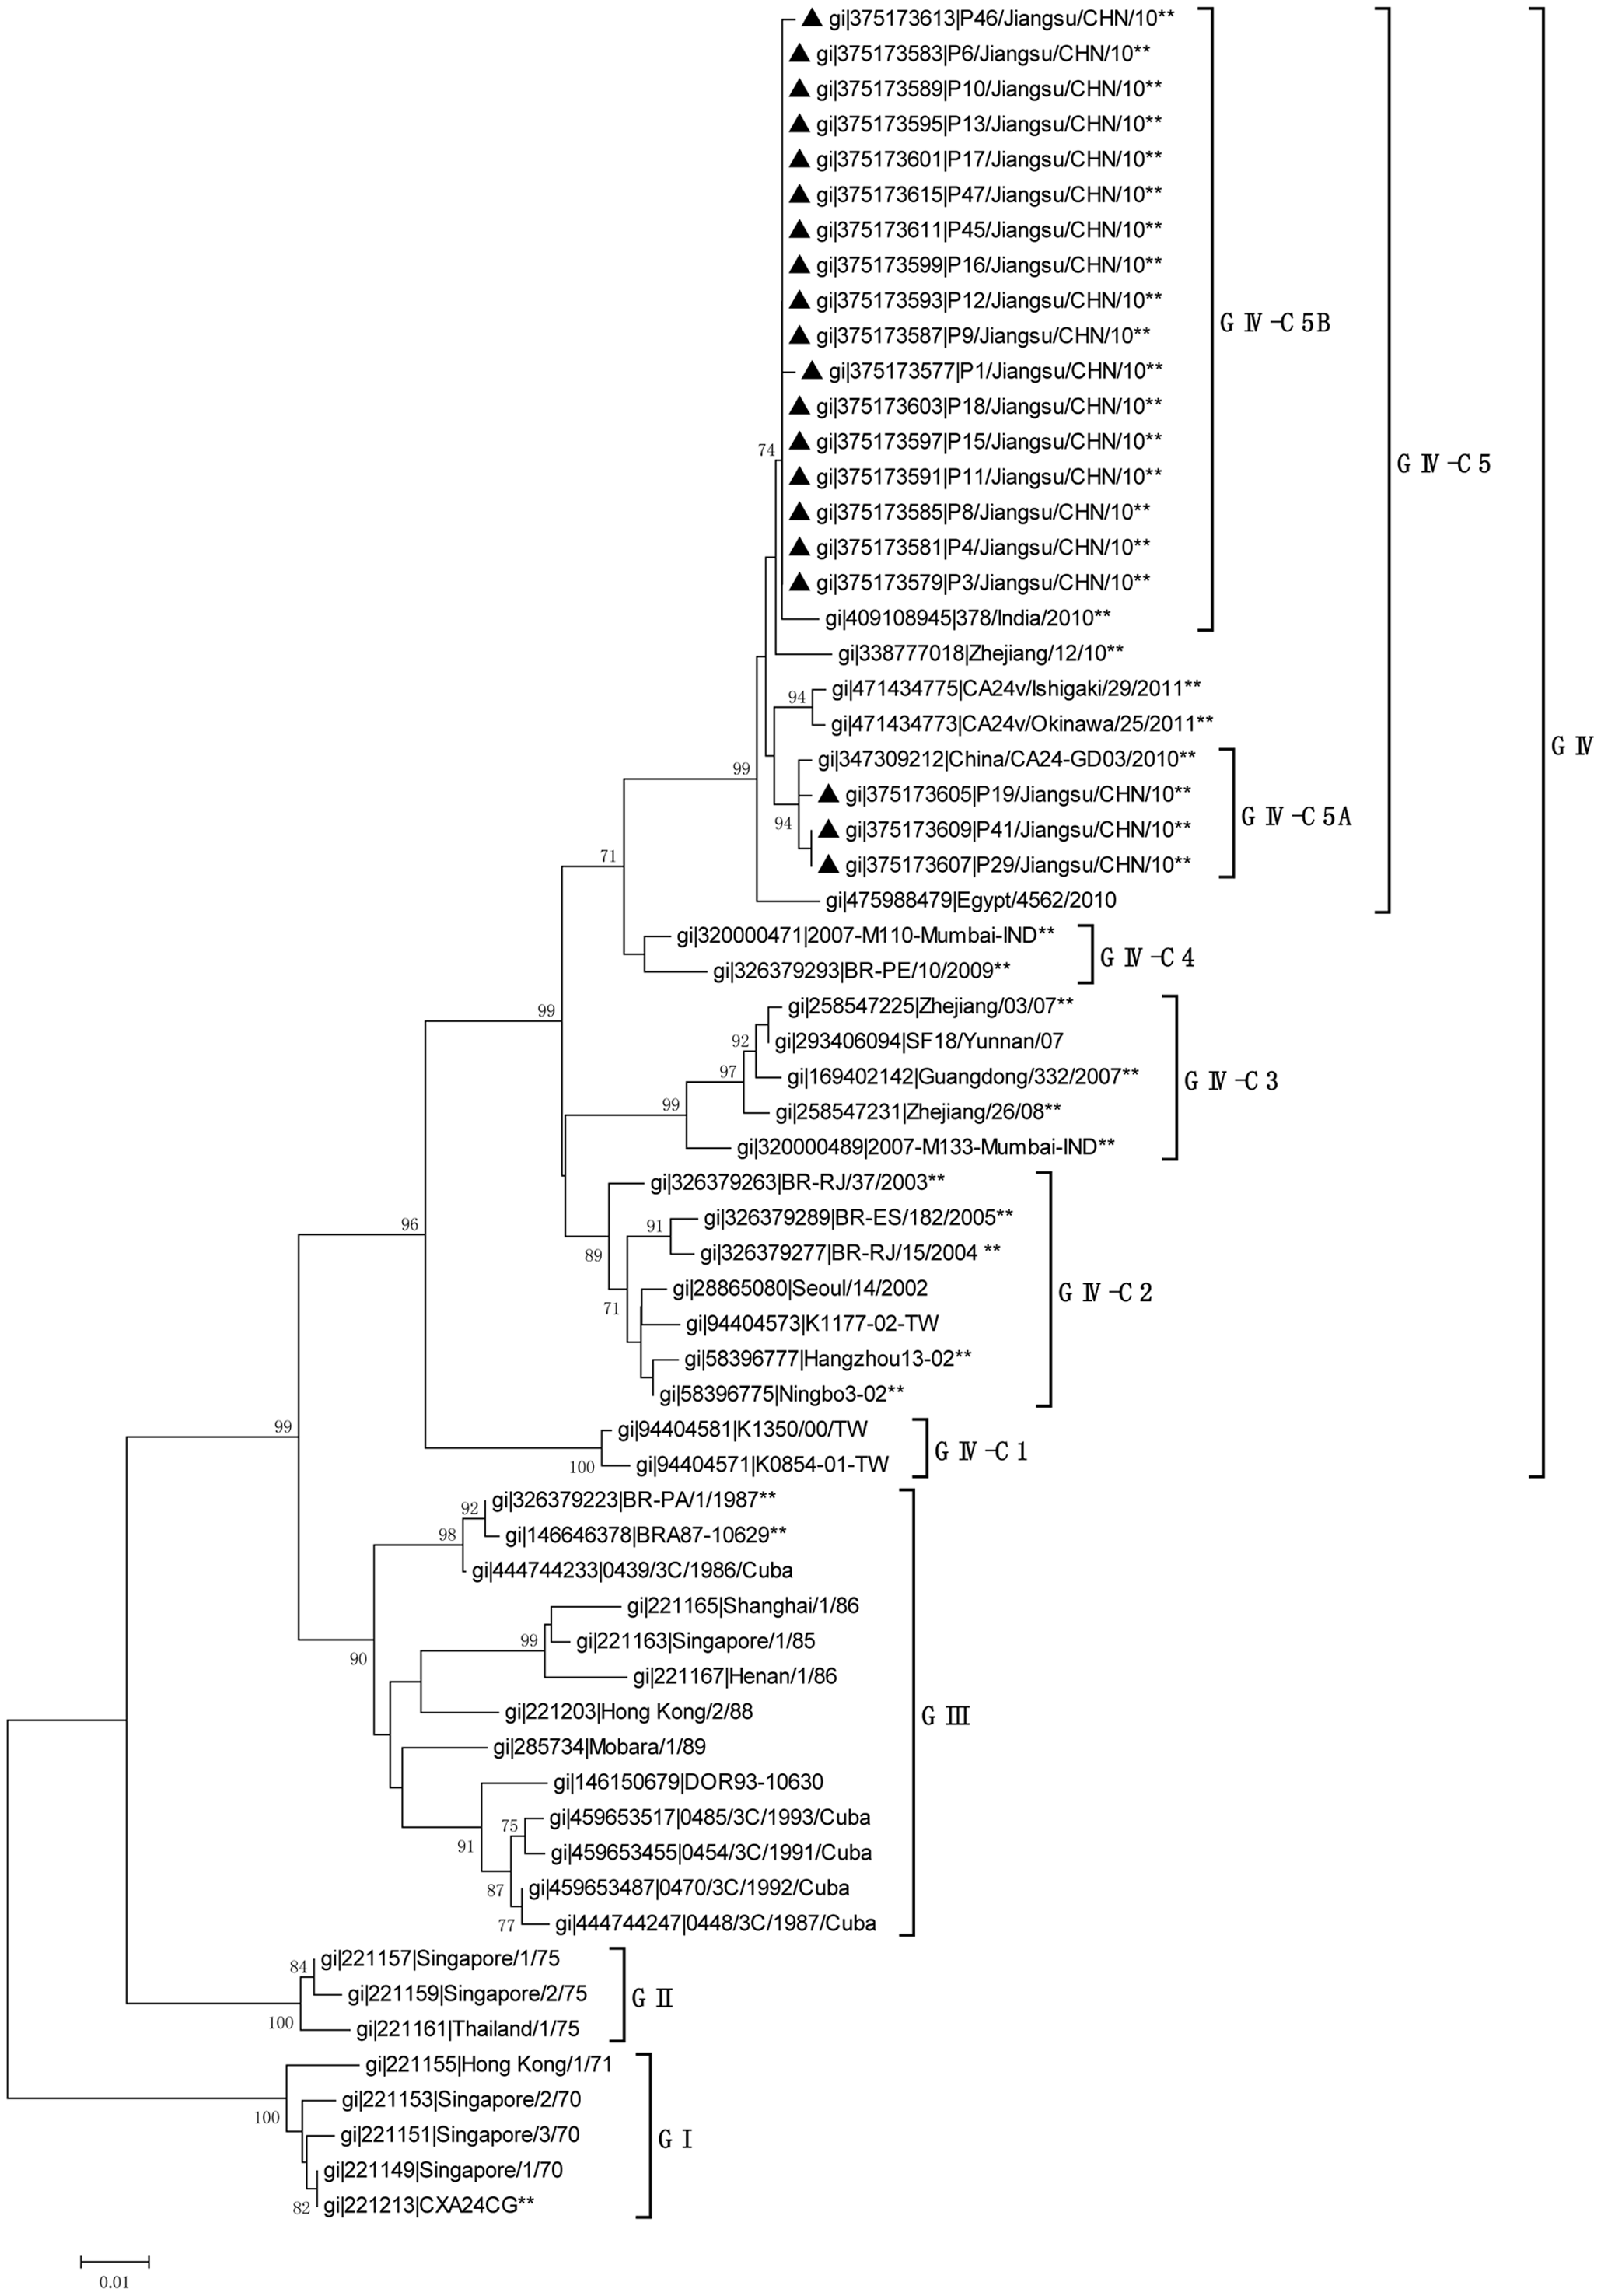 gi|375173613|P46/Jiangsu/CHN/10**
gi|375173583|P6/Jiangsu/CHN/10**
gi|375173589|P10/Jiangsu/CHN/10**
gi|375173595|P13/Jiangsu/CHN/10**
gi|375173601|P17/Jiangsu/CHN/10**
gi|375173615|P47/Jiangsu/CHN/10**
gi|375173611|P45/Jiangsu/CHN/10**
gi|375173599|P16/Jiangsu/CHN/10**
gi|375173593|P12/Jiangsu/CHN/10**
G Ⅳ-C5B
gi|375173587|P9/Jiangsu/CHN/10**
gi|375173577|P1/Jiangsu/CHN/10**
gi|375173603|P18/Jiangsu/CHN/10**
74
gi|375173597|P15/Jiangsu/CHN/10**
G Ⅳ-C5
gi|375173591|P11/Jiangsu/CHN/10**
gi|375173585|P8/Jiangsu/CHN/10**
gi|375173581|P4/Jiangsu/CHN/10**
gi|375173579|P3/Jiangsu/CHN/10**
gi|409108945|378/India/2010**
gi|338777018|Zhejiang/12/10**
94
gi|471434775|CA24v/Ishigaki/29/2011**
gi|471434773|CA24v/Okinawa/25/2011**
G Ⅳ
99
gi|347309212|China/CA24-GD03/2010**
gi|375173605|P19/Jiangsu/CHN/10**
G Ⅳ-C5A
94
gi|375173609|P41/Jiangsu/CHN/10**
71
gi|375173607|P29/Jiangsu/CHN/10**
gi|475988479|Egypt/4562/2010
gi|320000471|2007-M110-Mumbai-IND**
G Ⅳ-C4
gi|326379293|BR-PE/10/2009**
99
gi|258547225|Zhejiang/03/07**
92
gi|293406094|SF18/Yunnan/07
97
gi|169402142|Guangdong/332/2007**
G Ⅳ-C3
99
gi|258547231|Zhejiang/26/08**
gi|320000489|2007-M133-Mumbai-IND**
gi|326379263|BR-RJ/37/2003**
96
91
gi|326379289|BR-ES/182/2005**
89
gi|326379277|BR-RJ/15/2004 **
gi|28865080|Seoul/14/2002
G Ⅳ-C2
71
gi|94404573|K1177-02-TW
gi|58396777|Hangzhou13-02**
gi|58396775|Ningbo3-02**
99
gi|94404581|K1350/00/TW
G Ⅳ-C1
100
gi|94404571|K0854-01-TW
92
gi|326379223|BR-PA/1/1987**
98
gi|146646378|BRA87-10629**
gi|444744233|0439/3C/1986/Cuba
gi|221165|Shanghai/1/86
99
gi|221163|Singapore/1/85
90
gi|221167|Henan/1/86
gi|221203|Hong Kong/2/88
G Ⅲ
gi|285734|Mobara/1/89
gi|146150679|DOR93-10630
75
gi|459653517|0485/3C/1993/Cuba
91
gi|459653455|0454/3C/1991/Cuba
87
gi|459653487|0470/3C/1992/Cuba
77
gi|444744247|0448/3C/1987/Cuba
84
gi|221157|Singapore/1/75
gi|221159|Singapore/2/75
G Ⅱ
100
gi|221161|Thailand/1/75
gi|221155|Hong Kong/1/71
gi|221153|Singapore/2/70
100
gi|221151|Singapore/3/70
G Ⅰ
gi|221149|Singapore/1/70
82
gi|221213|CXA24CG**
0.01